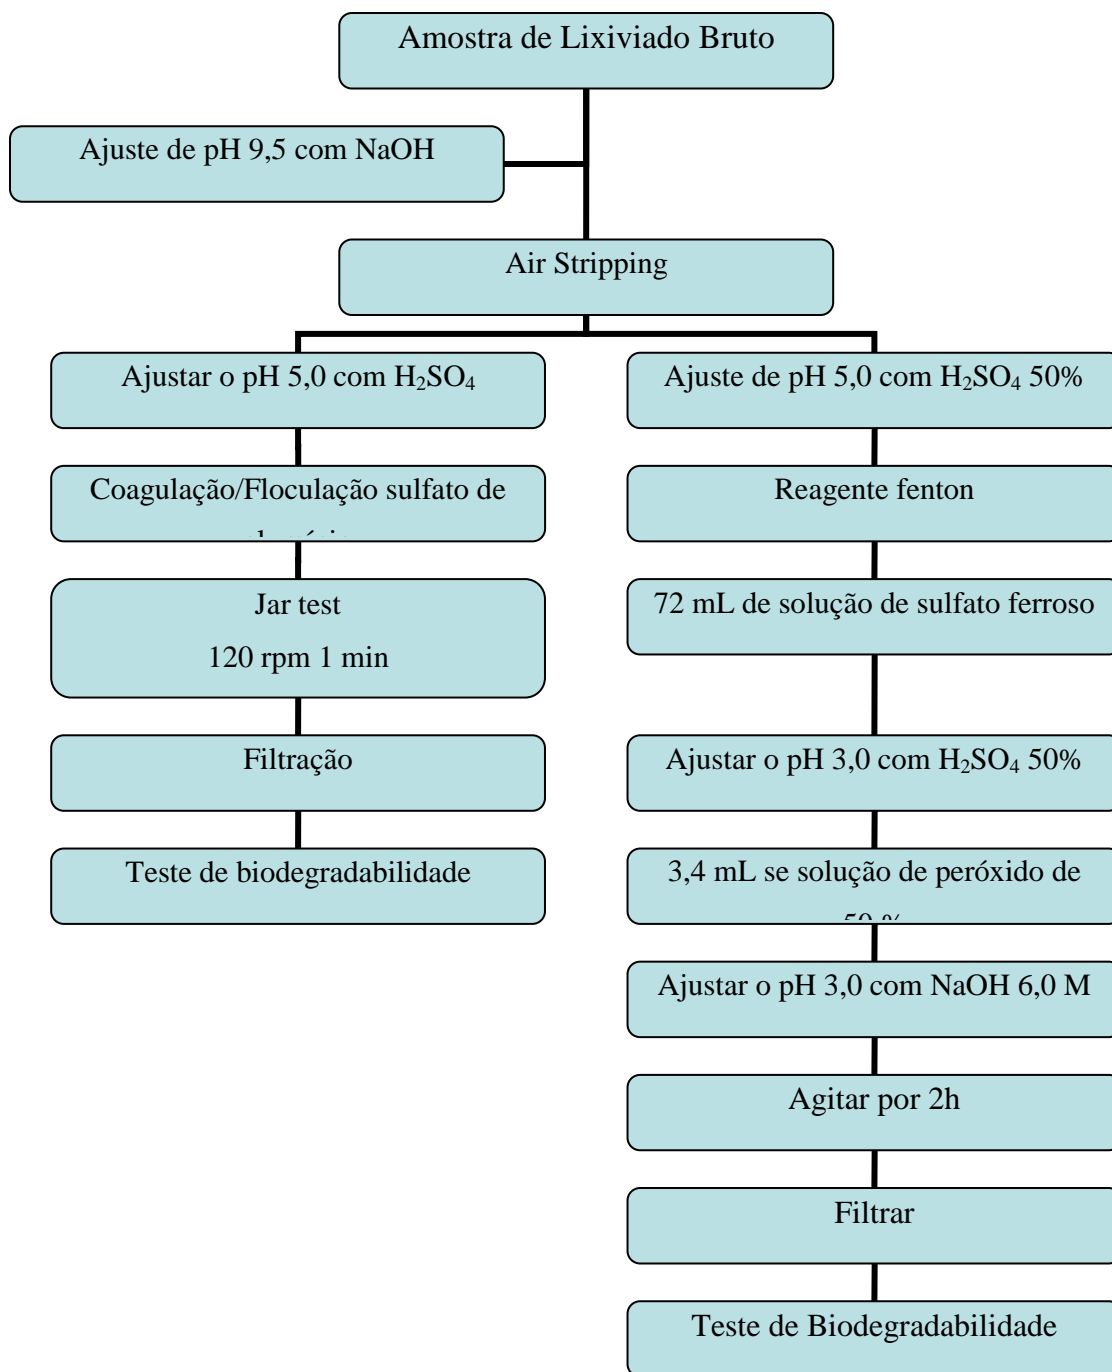 Amostra de Lixiviado Bruto
Ajuste de pH 9,5 com NaOH
Air Stripping
Ajustar o pH 5,0 com H₂SO₄
Coagulação/Floculação sulfato de
Jar test
120 rpm 1 min
Filtração
Teste de biodegradabilidade
Ajuste de pH 5,0 com H₂SO₄ 50%
Reagente fenton
72 mL de solução de sulfato ferroso
Ajustar o pH 3,0 com H₂SO₄ 50%
3,4 mL se solução de peróxido de
50 %
Ajustar o pH 3,0 com NaOH 6,0 M
Agitar por 2h
Filtrar
Teste de Biodegradabilidade